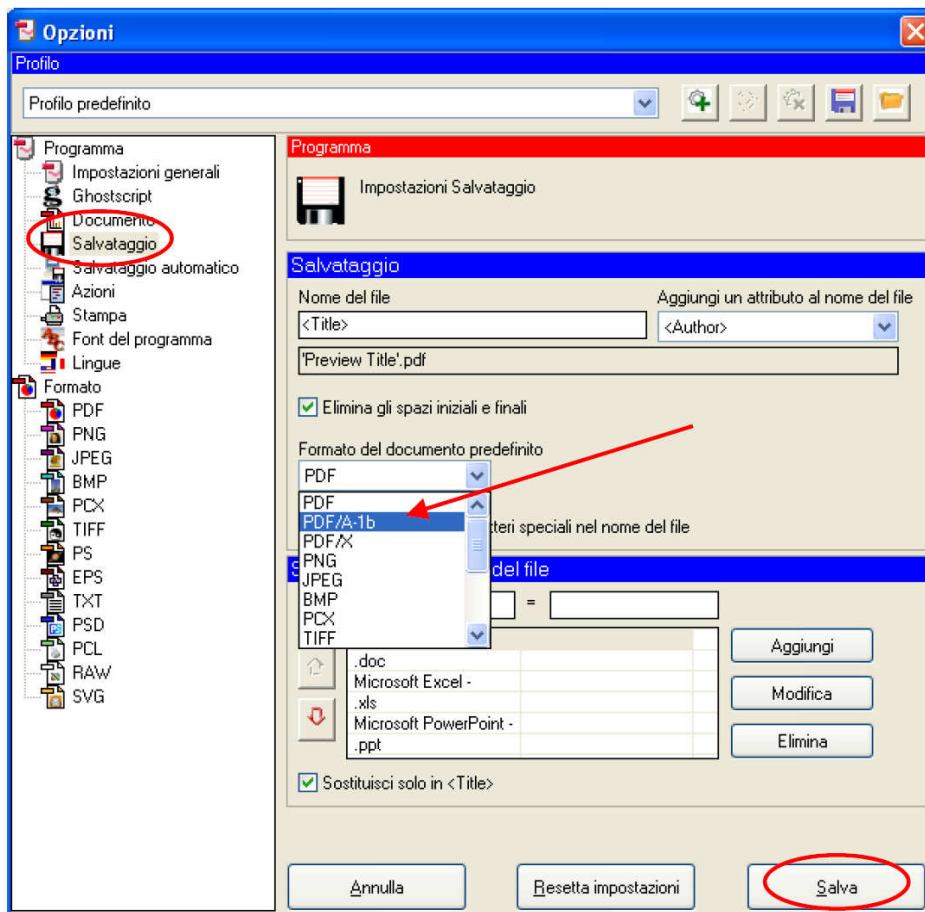 Opzioni
Profilo
Profilo predefinito
Programma
Impostazioni generali
Ghostscript
Documento
Salvataggio
Salvataggio automatico
Azioni
Stampa
Font del programma
Lingue
Formato
PDF
PNG
JPEG
BMP
PCX
TIFF
PS
EPS
TXT
PSD
PCL
RAW
SVG
Programma
Impostazioni Salvataggio
Salvataggio
Nome del file
Aggiungi un attributo al nome del file
<Title>
<Author>
'Preview Title'.pdf
Elimina gli spazi iniziali e finali
Formato del documento predefinito
PDF
PDF
PDF/A-1b
PDF/X
PNG
JPEG
BMP
PCX
TIFF
tteri speciali nel nome del file
S del file
=
.doc
Microsoft Excel -
.xls
Microsoft PowerPoint -
.ppt
Aggiungi
Modifica
Elimina
Sostituisci solo in <Title>
Annulla
Resetta impostazioni
Salva